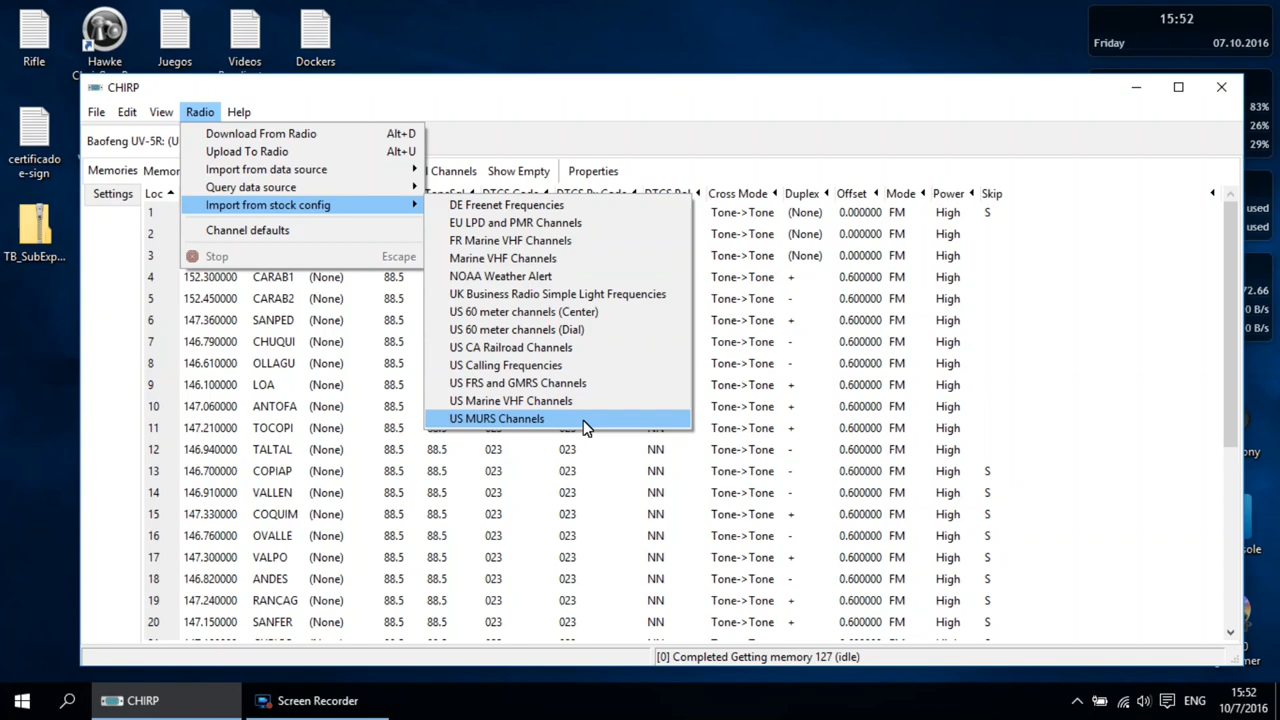 Rifle
Hawke
Juegos
Videos
Dockers
15:52
Friday 07.10.2016
CHIRP
File Edit View Radio Help
83%
26%
29%
Baofeng UV-5R: (U
Download From Radio Alt+D
Upload To Radio Alt+U
Import from data source
Query data source
Import from stock config
Channel defaults
Stop Escape
certificado
e-sign
Memories Memor l Channels Show Empty Properties
Settings Loc DTCS Code Cross Mode Duplex Offset Mode Power Skip
DE Freenet Frequencies
EU LPD and PMR Channels
FR Marine VHF Channels
Marine VHF Channels
NOAA Weather Alert
UK Business Radio Simple Light Frequencies
US 60 meter channels (Center)
US 60 meter channels (Dial)
US CA Railroad Channels
US Calling Frequencies
US FRS and GMRS Channels
US Marine VHF Channels
US MURS Channels
used
used
TB_SubExp...
72.66
0 B/s
0 B/s
1 Tone->Tone (None) 0.000000 FM High S
2 Tone->Tone (None) 0.000000 FM High
3 Tone->Tone (None) 0.000000 FM High
4 152.300000 CARAB1 (None) 88.5 Tone->Tone + 0.600000 FM High
5 152.450000 CARAB2 (None) 88.5 Tone->Tone - 0.600000 FM High
6 147.360000 SANPED (None) 88.5 Tone->Tone + 0.600000 FM High
7 146.790000 CHUQUI (None) 88.5 Tone->Tone - 0.600000 FM High
8 146.610000 OLLAGU (None) 88.5 Tone->Tone - 0.600000 FM High
9 146.100000 LOA (None) 88.5 Tone->Tone + 0.600000 FM High
10 147.060000 ANTOFA (None) 88.5 Tone->Tone + 0.600000 FM High
11 147.210000 TOCOPI (None) 88.5 88.5 023 023 NN Tone->Tone + 0.600000 FM High
12 146.940000 TALTAL (None) 88.5 88.5 023 023 NN Tone->Tone - 0.600000 FM High
13 146.700000 COPIAP (None) 88.5 88.5 023 023 NN Tone->Tone - 0.600000 FM High S
14 146.910000 VALLEN (None) 88.5 88.5 023 023 NN Tone->Tone - 0.600000 FM High S
15 147.330000 COQUIM (None) 88.5 88.5 023 023 NN Tone->Tone + 0.600000 FM High S
16 146.760000 OVALLE (None) 88.5 88.5 023 023 NN Tone->Tone - 0.600000 FM High S
17 147.300000 VALPO (None) 88.5 88.5 023 023 NN Tone->Tone + 0.600000 FM High S
18 146.820000 ANDES (None) 88.5 88.5 023 023 NN Tone->Tone - 0.600000 FM High S
19 147.240000 RANCAG (None) 88.5 88.5 023 023 NN Tone->Tone + 0.600000 FM High S
20 147.150000 SANFER (None) 88.5 88.5 023 023 NN Tone->Tone + 0.600000 FM High S
[0] Completed Getting memory 127 (idle)
CHIRP
Screen Recorder
ENG
15:52
10/7/2016